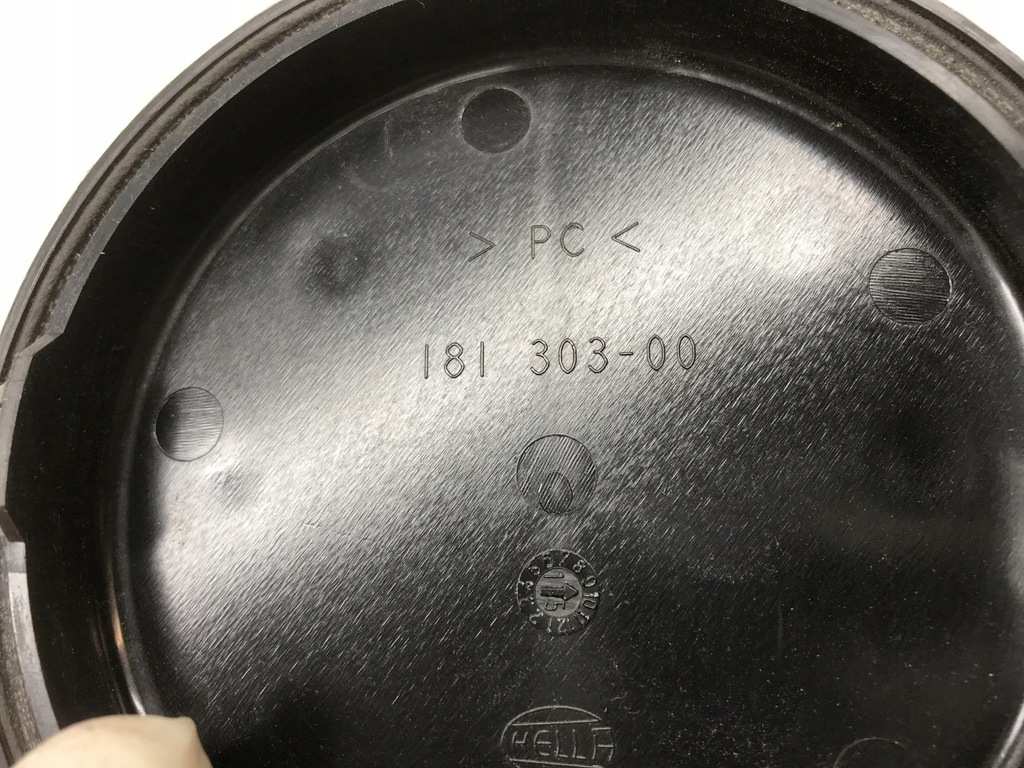 > PC <
181 303-00
HELLA